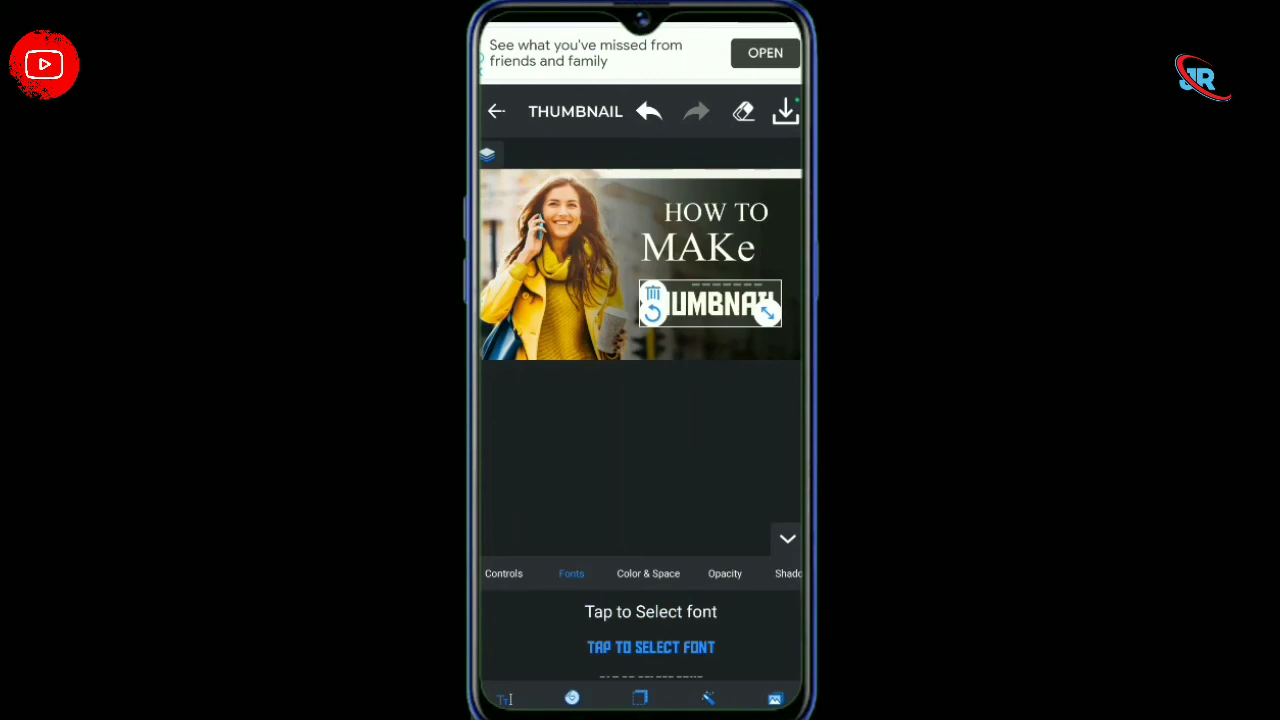 See what you've missed from
friends and family
OPEN
JR
THUMBNAIL
HOW TO
MAKe
Controls
Fonts
Color & Space
Opacity
Tap to Select font
TAP TO SELECT FONT